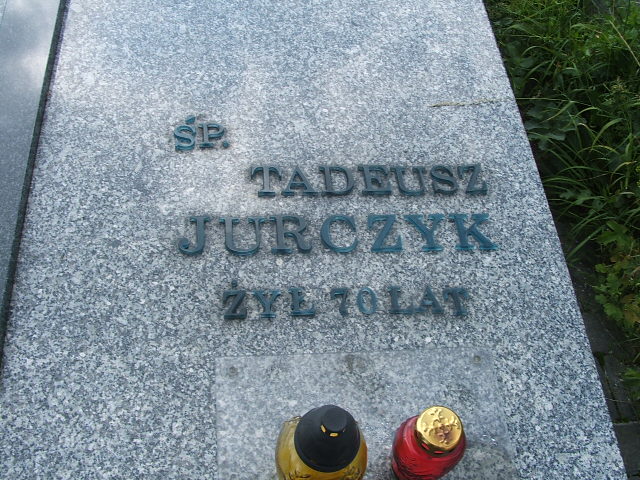 ŚP.
TADEUSZ
JURCZYK
ŻYŁ 70 LAT